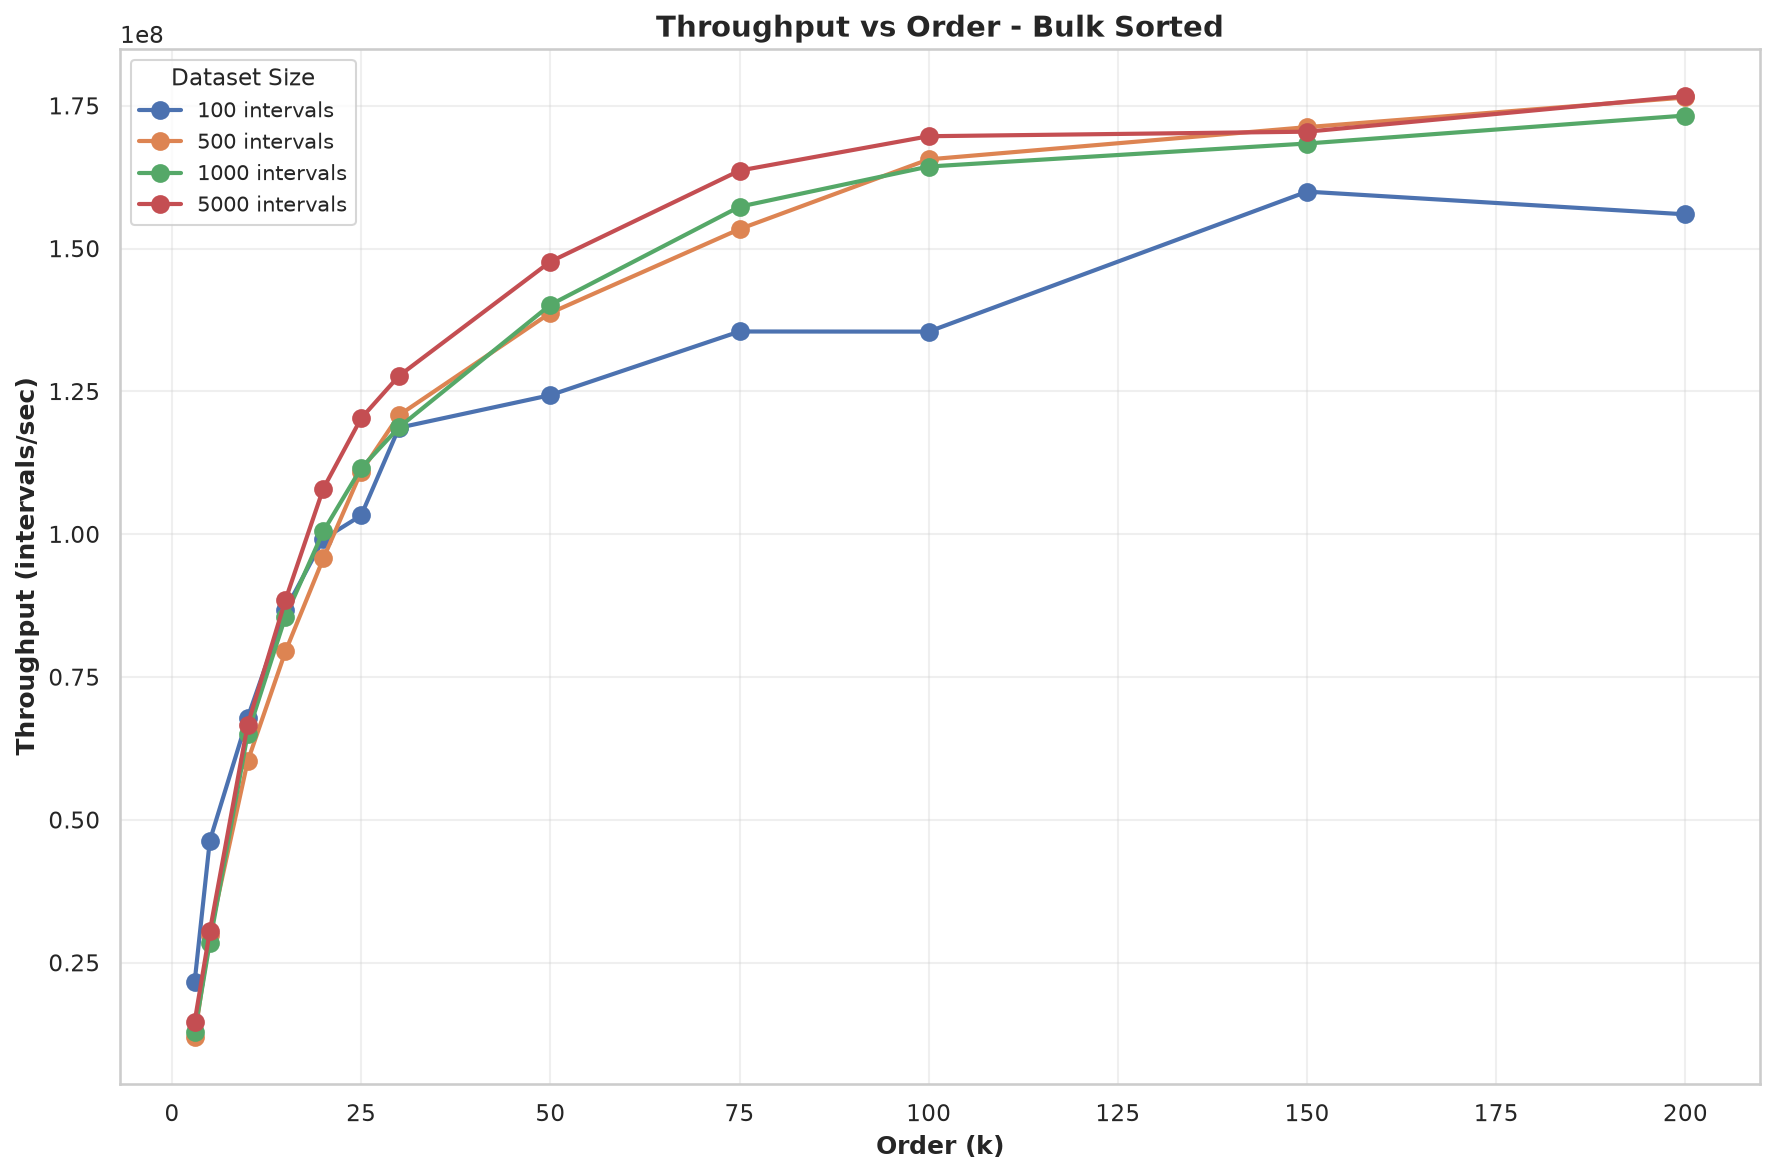 Throughput vs Order - Bulk Sorted
1e8
Dataset Size
100 intervals
500 intervals
1000 intervals
5000 intervals
1.75
1.50
1.25
1.00
0.75
0.50
0.25
Throughput (intervals/sec)
0 25 50 75 100 125 150 175 200
Order (k)